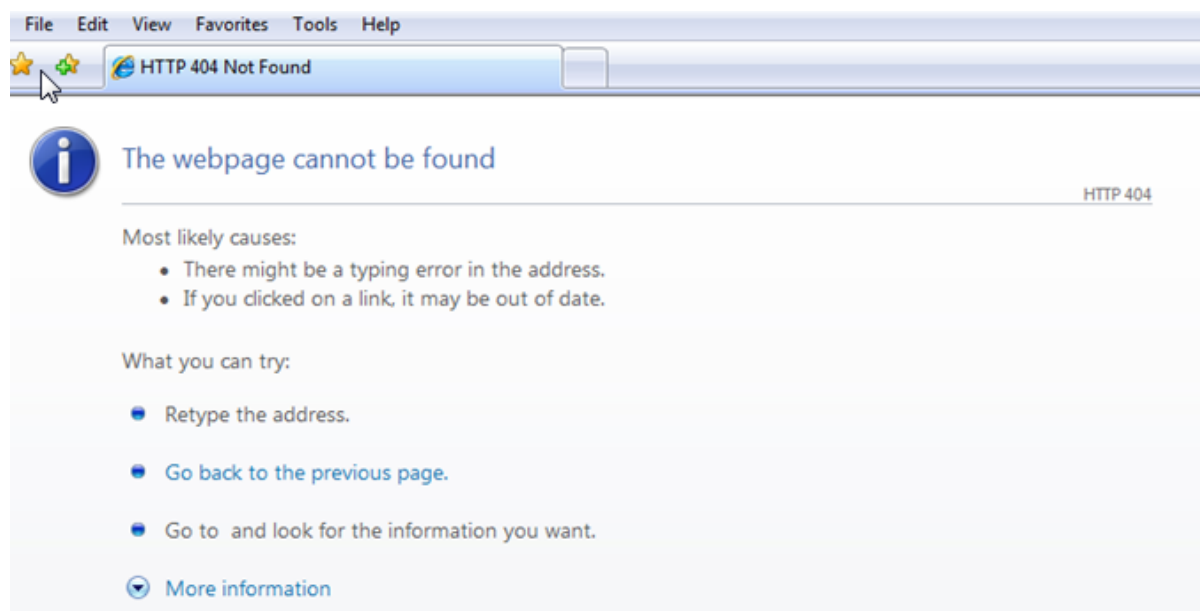 File Edit View Favorites Tools Help
HTTP 404 Not Found
The webpage cannot be found
HTTP 404
Most likely causes:
There might be a typing error in the address.
If you clicked on a link, it may be out of date.
What you can try:
Retype the address.
Go back to the previous page.
Go to and look for the information you want.
More information